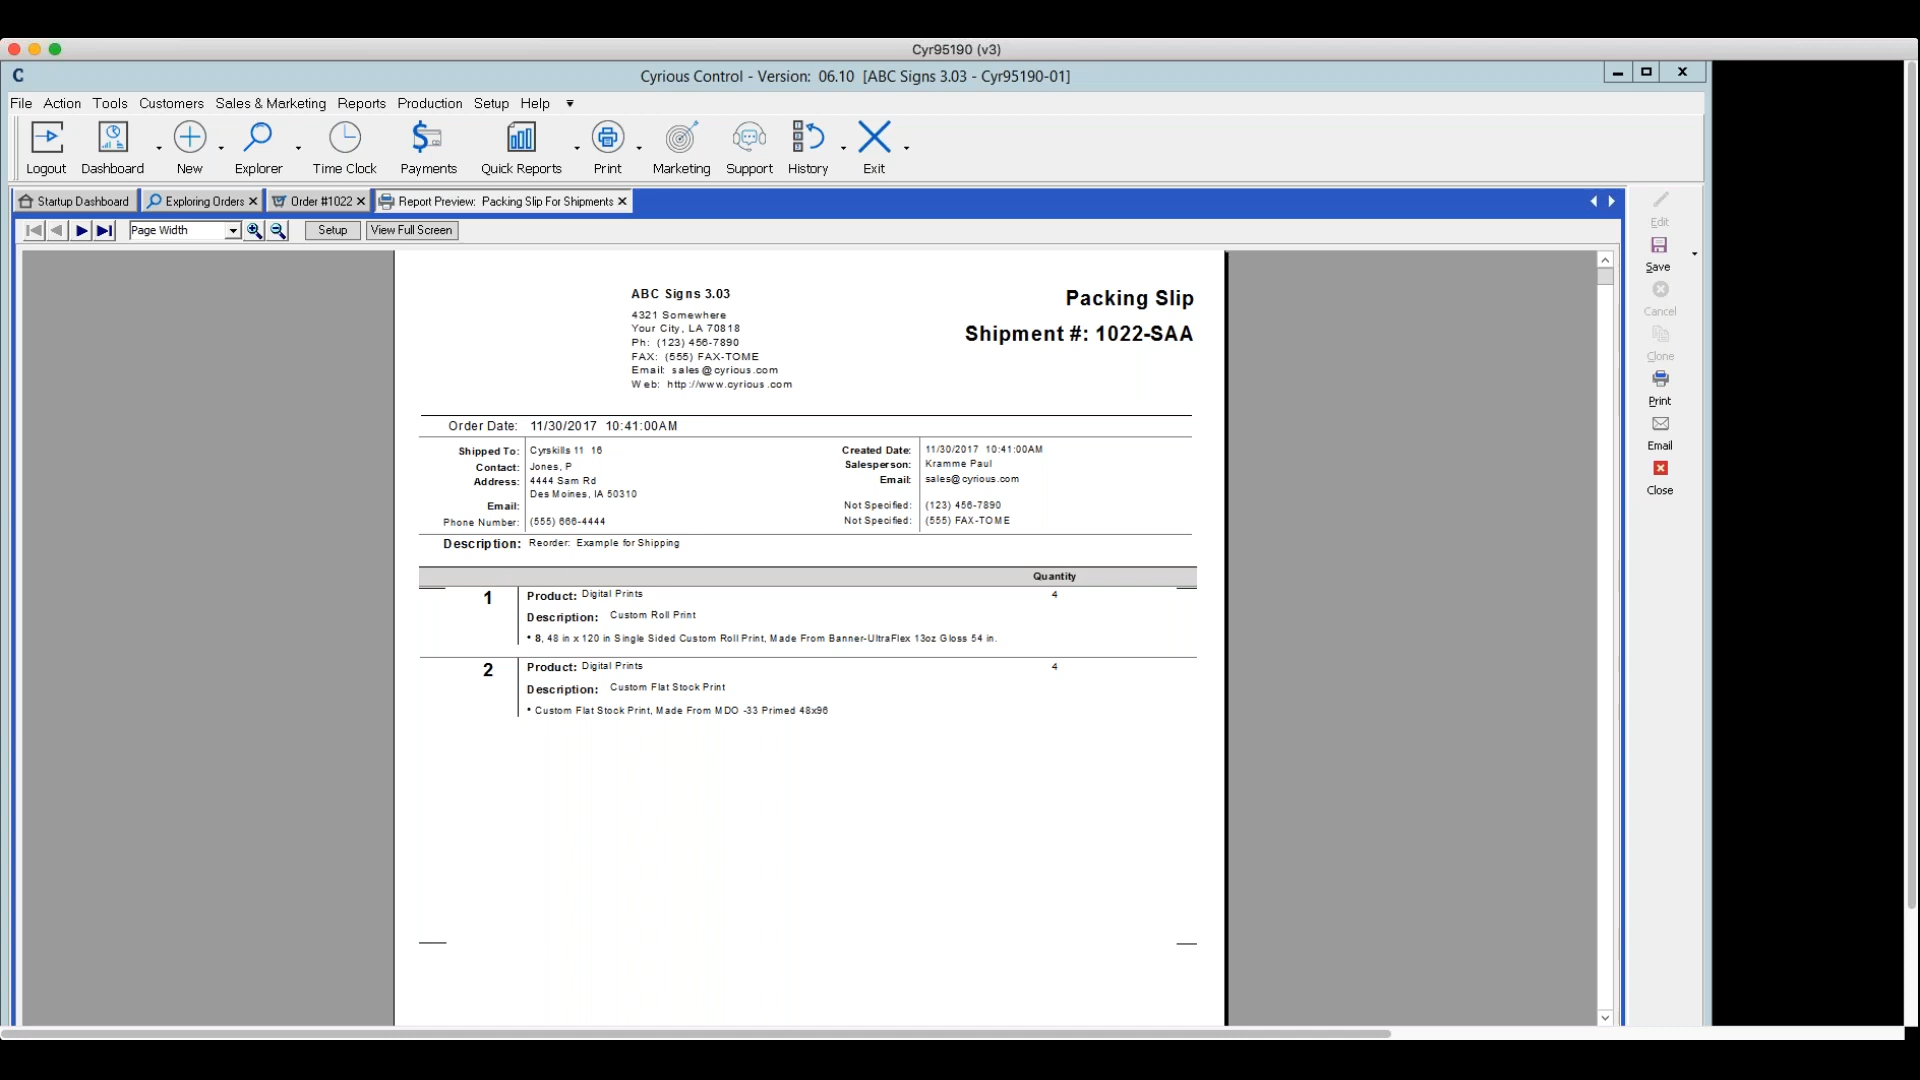 Cyr95190 (v3)
C Cyrious Control - Version: 06.10 [ABC Signs 3.03 - Cyr95190-01]
File Action Tools Customers Sales & Marketing Reports Production Setup Help
Logout Dashboard New Explorer Time Clock Payments Quick Reports Print Marketing Support History Exit
Startup Dashboard Exploring Orders Order #1022 Report Preview: Packing Slip For Shipments
Page Width Setup View Full Screen
Edit
Save
Cancel
Clone
Print
Email
Close
ABC Signs 3.03
4321 Somewhere
Your City, LA 70818
Ph: (123) 456-7890
FAX: (555) FAX-TOME
Email: sales@cyrious.com
Web: http://www.cyrious.com
Packing Slip
Shipment #: 1022-SAA
Order Date: 11/30/2017 10:41:00AM
Shipped To: Cyrskills 11 16
Contact: Jones, P
Address: 4444 Sam Rd
Des Moines, IA 50310
Email:
Phone Number: (555) 666-4444
Created Date: 11/30/2017 10:41:00AM
Salesperson: Kramme Paul
Email: sales@cyrious.com
Not Specified: (123) 456-7890
Not Specified: (555) FAX-TOME
Description: Reorder: Example for Shipping
Quantity
1 Product: Digital Prints 4
Description: Custom Roll Print
* 8, 48 in x 120 in Single Sided Custom Roll Print, Made From Banner-UltraFlex 13oz Gloss 54 in.
2 Product: Digital Prints 4
Description: Custom Flat Stock Print
* Custom Flat Stock Print, Made From MDO -33 Primed 48x96